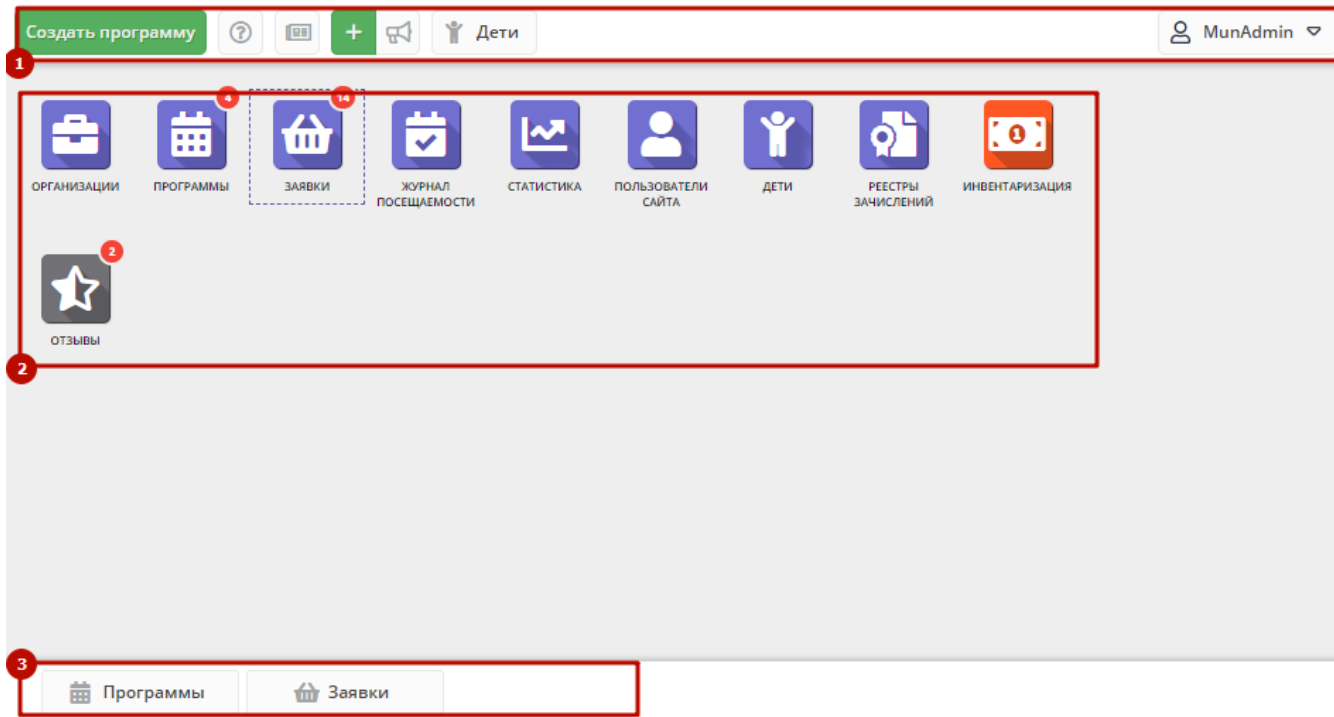 Создать программу
Дети
MunAdmin
1
4
14
1
ОРГАНИЗАЦИИ
ПРОГРАММЫ
ЗАЯВКИ
ЖУРНАЛ
ПОСЕЩАЕМОСТИ
СТАТИСТИКА
ПОЛЬЗОВАТЕЛИ
САЙТА
ДЕТИ
РЕЕСТРЫ
ЗАЧИСЛЕНИЙ
ИНВЕНТАРИЗАЦИЯ
2
ОТЗЫВЫ
2
3
Программы
Заявки